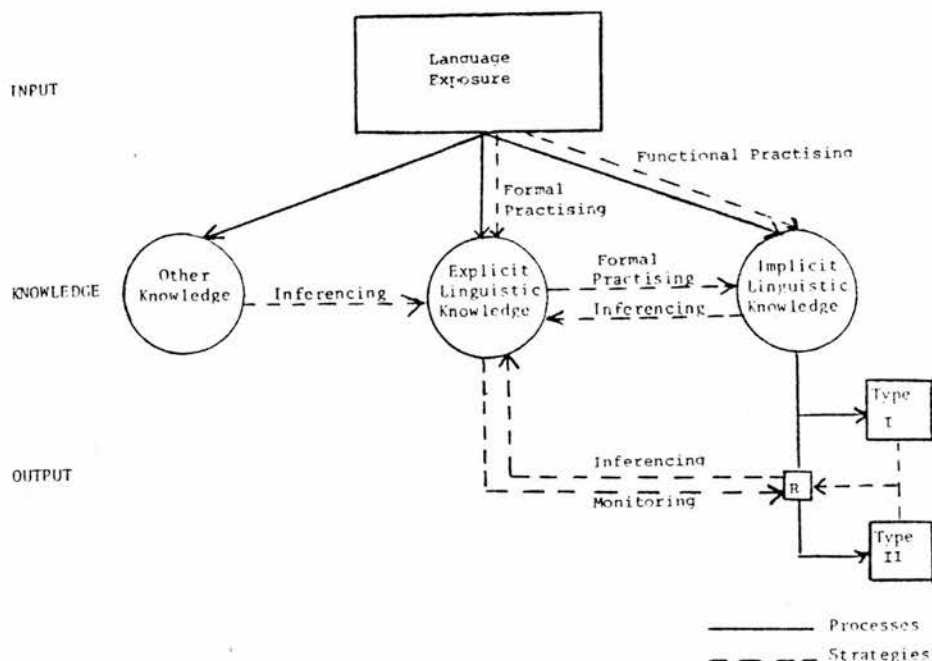 Language
Exposure
INPUT
Functional Practising
Formal
Practising
Other
Knowledge
Explicit
Linguistic
Knowledge
Implicit
Linguistic
Knowledge
KNOWLEDGE
Inferencing
Formal
Practising
Inferencing
Type
I
OUTPUT
Inferencing
R
Monitoring
Type
II
Processes
Strategies